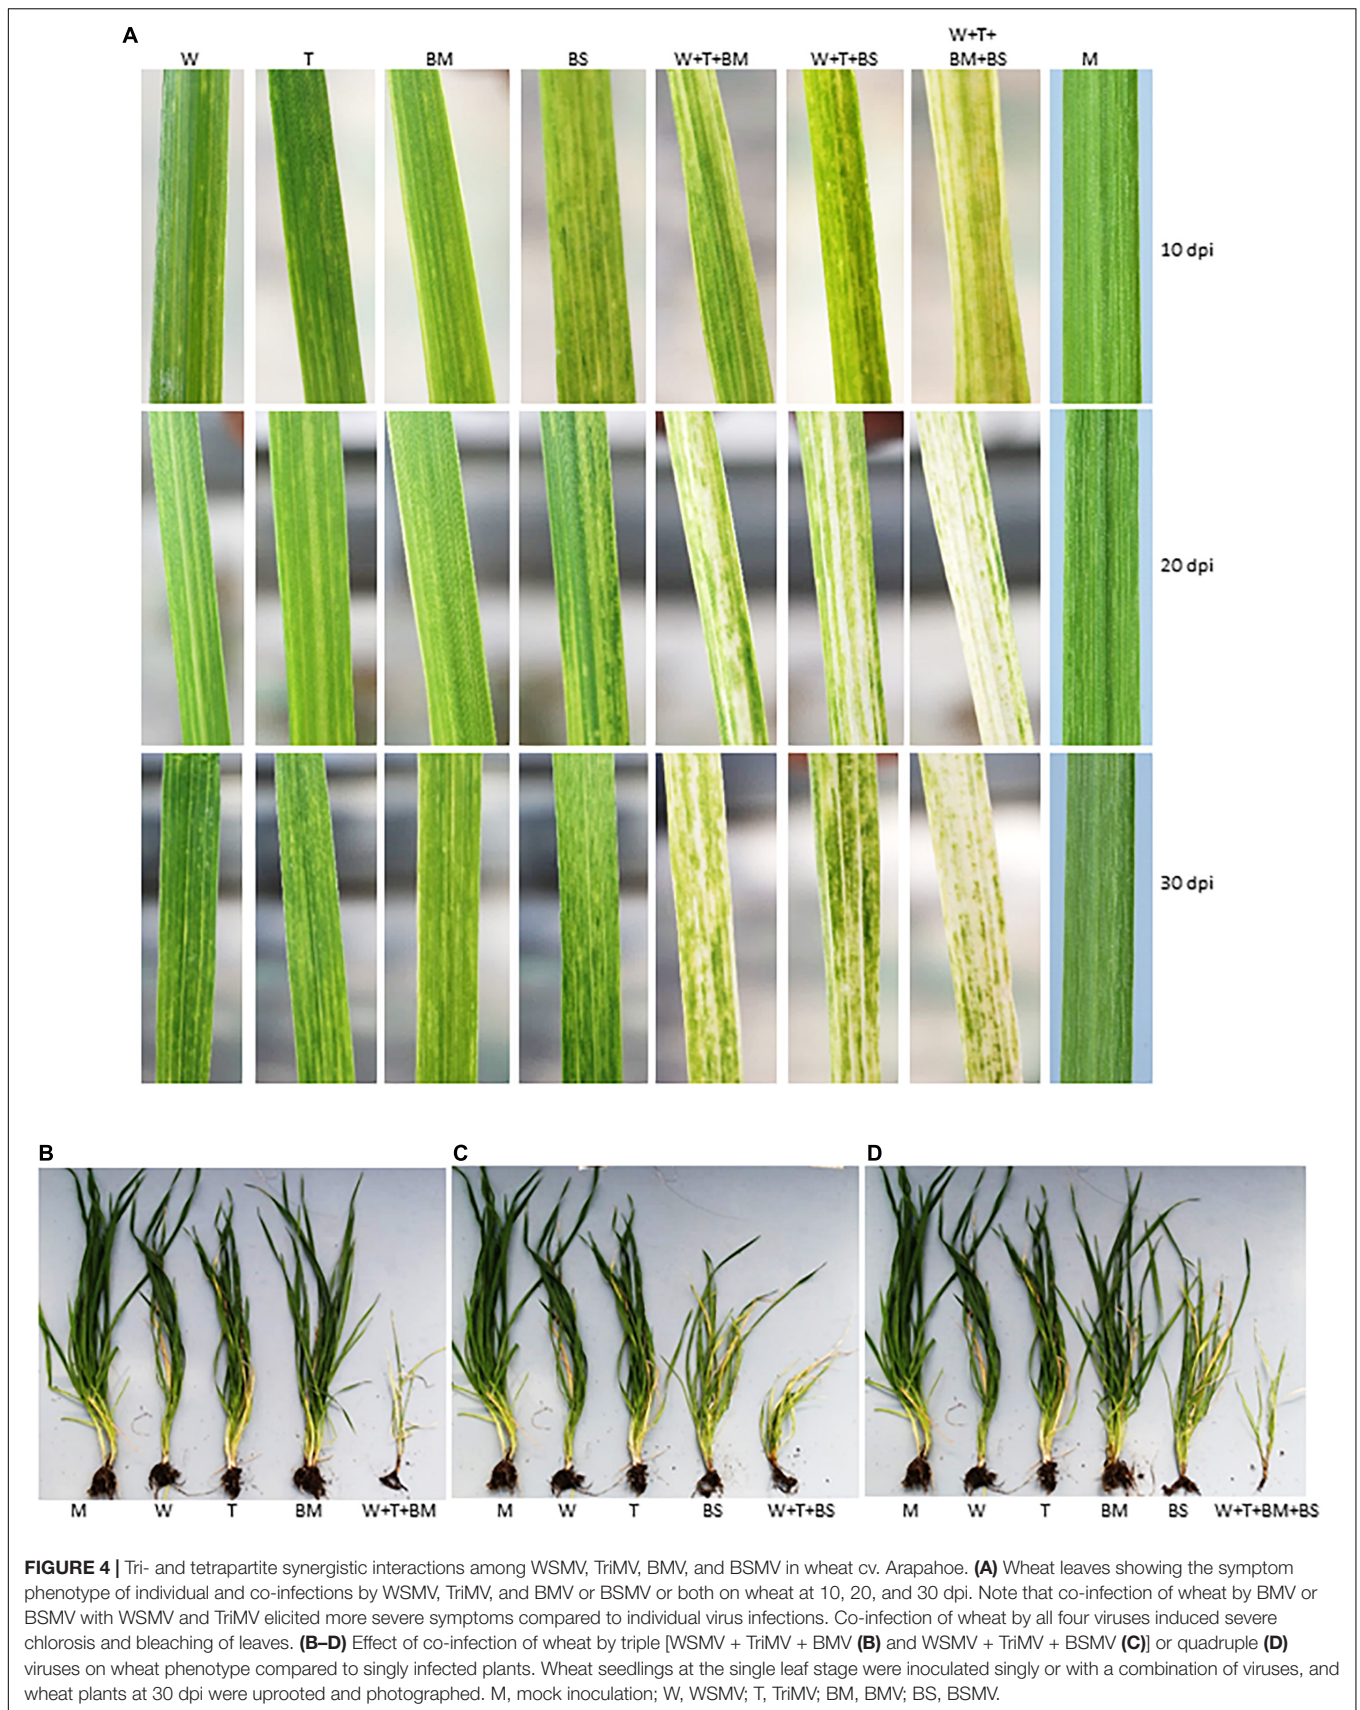 A
W T BM BS W+T+BM W+T+BS W+T+
BM+BS M
10 dpi
20 dpi
30 dpi
B C D
M W T BM W+T+BM M W T BS W+T+BS M W T BM BS W+T+BM+BS
FIGURE 4 | Tri- and tetrapartite synergistic interactions among WSMV, TriMV, BMV, and BSMV in wheat cv. Arapahoe. (A) Wheat leaves showing the symptom
phenotype of individual and co-infections by WSMV, TriMV, and BMV or BSMV or both on wheat at 10, 20, and 30 dpi. Note that co-infection of wheat by BMV or
BSMV with WSMV and TriMV elicited more severe symptoms compared to individual virus infections. Co-infection of wheat by all four viruses induced severe
chlorosis and bleaching of leaves. (B–D) Effect of co-infection of wheat by triple [WSMV + TriMV + BMV (B) and WSMV + TriMV + BSMV (C)] or quadruple (D)
viruses on wheat phenotype compared to singly infected plants. Wheat seedlings at the single leaf stage were inoculated singly or with a combination of viruses, and
wheat plants at 30 dpi were uprooted and photographed. M, mock inoculation; W, WSMV; T, TriMV; BM, BMV; BS, BSMV.